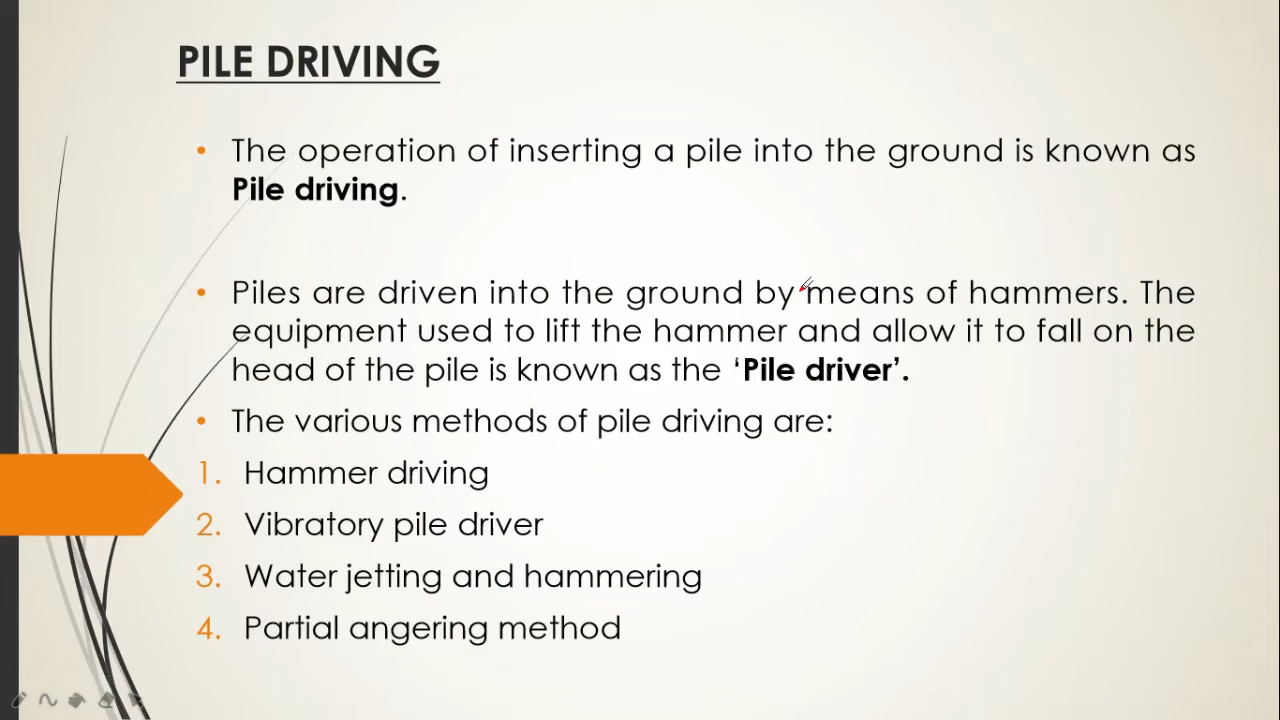 PILE DRIVING
• The operation of inserting a pile into the ground is known as
Pile driving.
• Piles are driven into the ground by means of hammers. The
equipment used to lift the hammer and allow it to fall on the
head of the pile is known as the ‘Pile driver’.
• The various methods of pile driving are:
1. Hammer driving
2. Vibratory pile driver
3. Water jetting and hammering
4. Partial angering method